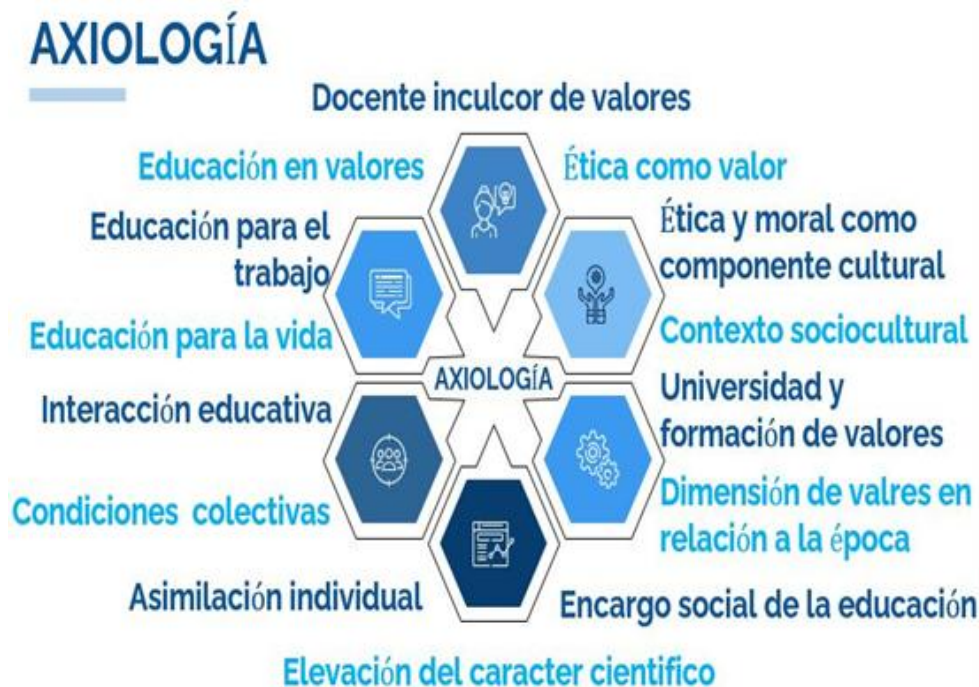 AXIOLOGÍA
Docente inculcor de valores
Educación en valores
Ética como valor
Educación para el
trabajo
Ética y moral como
componente cultural
Educación para la vida
Contexto sociocultural
AXIOLOGÍA
Interacción educativa
Universidad y
formación de valores
Condiciones colectivas
Dimensión de valres en
relación a la época
Asimilación individual
Encargo social de la educación
Elevación del caracter cientifico